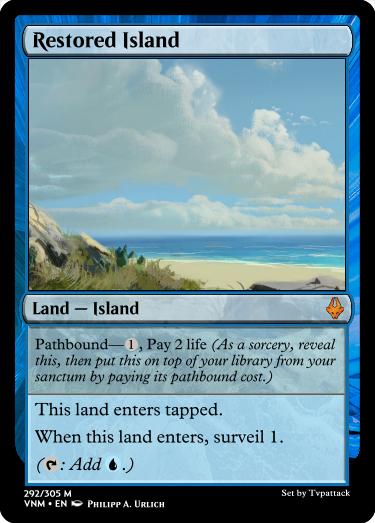 Restored Island
Land — Island
Pathbound—1, Pay 2 life (As a sorcery, reveal
this, then put this on top of your library from your
sanctum by paying its pathbound cost.)
This land enters tapped.
When this land enters, surveil 1.
(: Add .)
292/305 M
VNM • EN Philipp A. Urlich
Set by Tvpattack